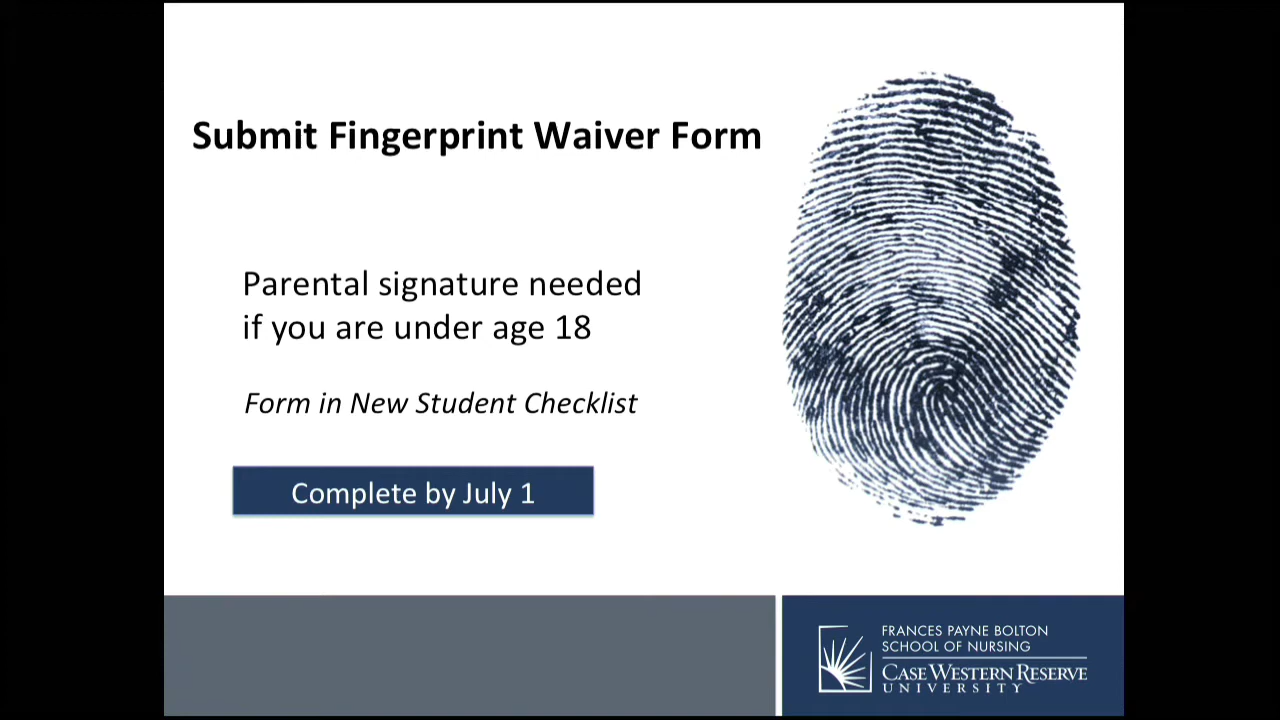 Submit Fingerprint Waiver Form
Parental signature needed
if you are under age 18
Form in New Student Checklist
Complete by July 1
FRANCES PAYNE BOLTON
SCHOOL OF NURSING
CASE WESTERN RESERVE
UNIVERSITY